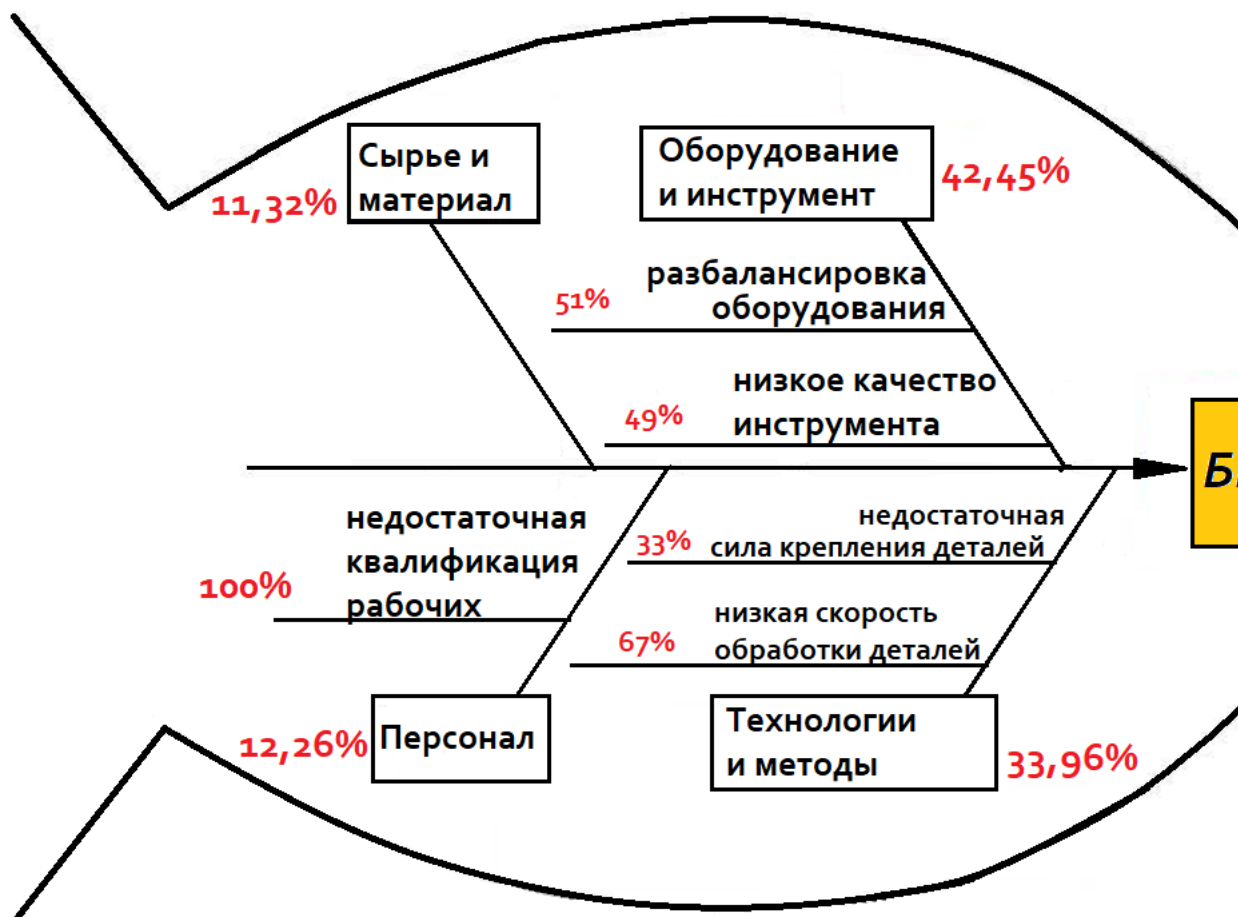 Сырье и
материал
11,32%
Оборудование
и инструмент
42,45%
разбалансировка
оборудования
51%
низкое качество
инструмента
49%
недостаточная
квалификация
рабочих
100%
недостаточная
сила крепления деталей
33%
низкая скорость
обработки деталей
67%
Персонал
12,26%
Технологии
и методы
33,96%